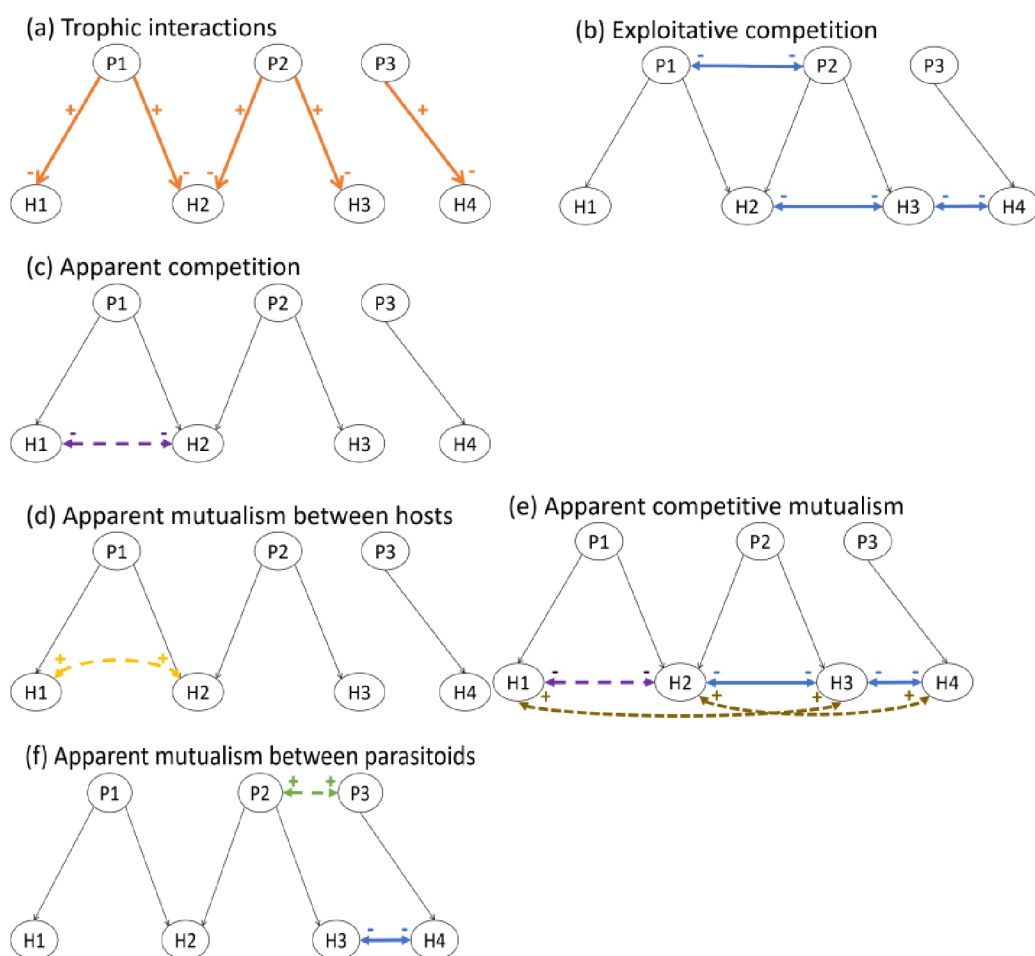 (a) Trophic interactions
P1 P2 P3
+ + + + +
- - - - -
H1 H2 H3 H4
(b) Exploitative competition
- -
P1 P2 P3
- - - -
H1 H2 H3 H4
(c) Apparent competition
P1 P2 P3
- -
H1 H2 H3 H4
(d) Apparent mutualism between hosts
P1 P2 P3
+ +
H1 H2 H3 H4
(e) Apparent competitive mutualism
P1 P2 P3
- - - - - -
H1 H2 H3 H4
+ + + +
(f) Apparent mutualism between parasitoids
+ +
P1 P2 P3
- -
H1 H2 H3 H4